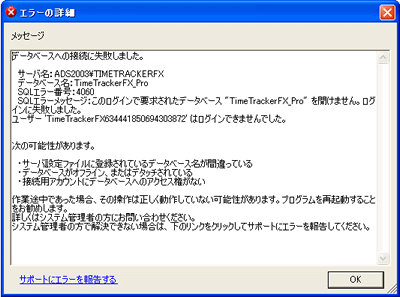 エラーの詳細
メッセージ
データベースへの接続に失敗しました。
サーバ名：ADS2003¥TIMETRACKERFX
データベース名：TimeTrackerFX_Pro
SQLエラー番号：4060
SQLエラーメッセージ：このログインで要求されたデータベース "TimeTrackerFX_Pro" を開けません。ログ
インに失敗しました。
ユーザー 'TimeTrackerFX634441850694303872' はログインできませんでした。
次の可能性があります。
・サーバ設定ファイルに登録されているデータベース名が間違っている
・データベースがオフライン、またはデタッチされている
・接続用アカウントにデータベースへのアクセス権がない
作業途中であった場合、その操作は正しく動作していない可能性があります。プログラムを再起動すること
をお勧めします。
詳しくはシステム管理者の方にお問い合わせください。
システム管理者の方で解決できない場合は、下のリンクをクリックしてサポートにエラーを報告してください。
サポートにエラーを報告する
OK